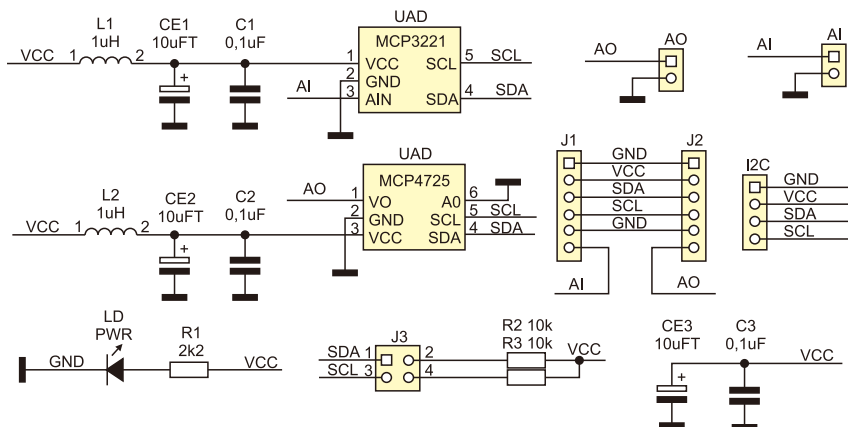 L1
1uH
VCC 1 2
CE1
10uFT
+
C1
0,1uF
UAD
MCP3221
1 VCC SCL 5 SCL
2 GND
AI 3 AIN SDA 4 SDA
AO AO
AI AI
L2
1uH
VCC 1 2
CE2
10uFT
+
C2
0,1uF
UAD
MCP4725
AO 1 VO A0 6
2 GND SCL 5 SCL
3 VCC SDA 4 SDA
J1 J2
GND
VCC
SDA
SCL
GND
AI AO
I2C
GND
VCC
SDA
SCL
LD
PWR
R1
2k2
GND VCC
J3
SDA 1 2
SCL 3 4
R2 10k
R3 10k
VCC
CE3
10uFT
+
C3
0,1uF
VCC